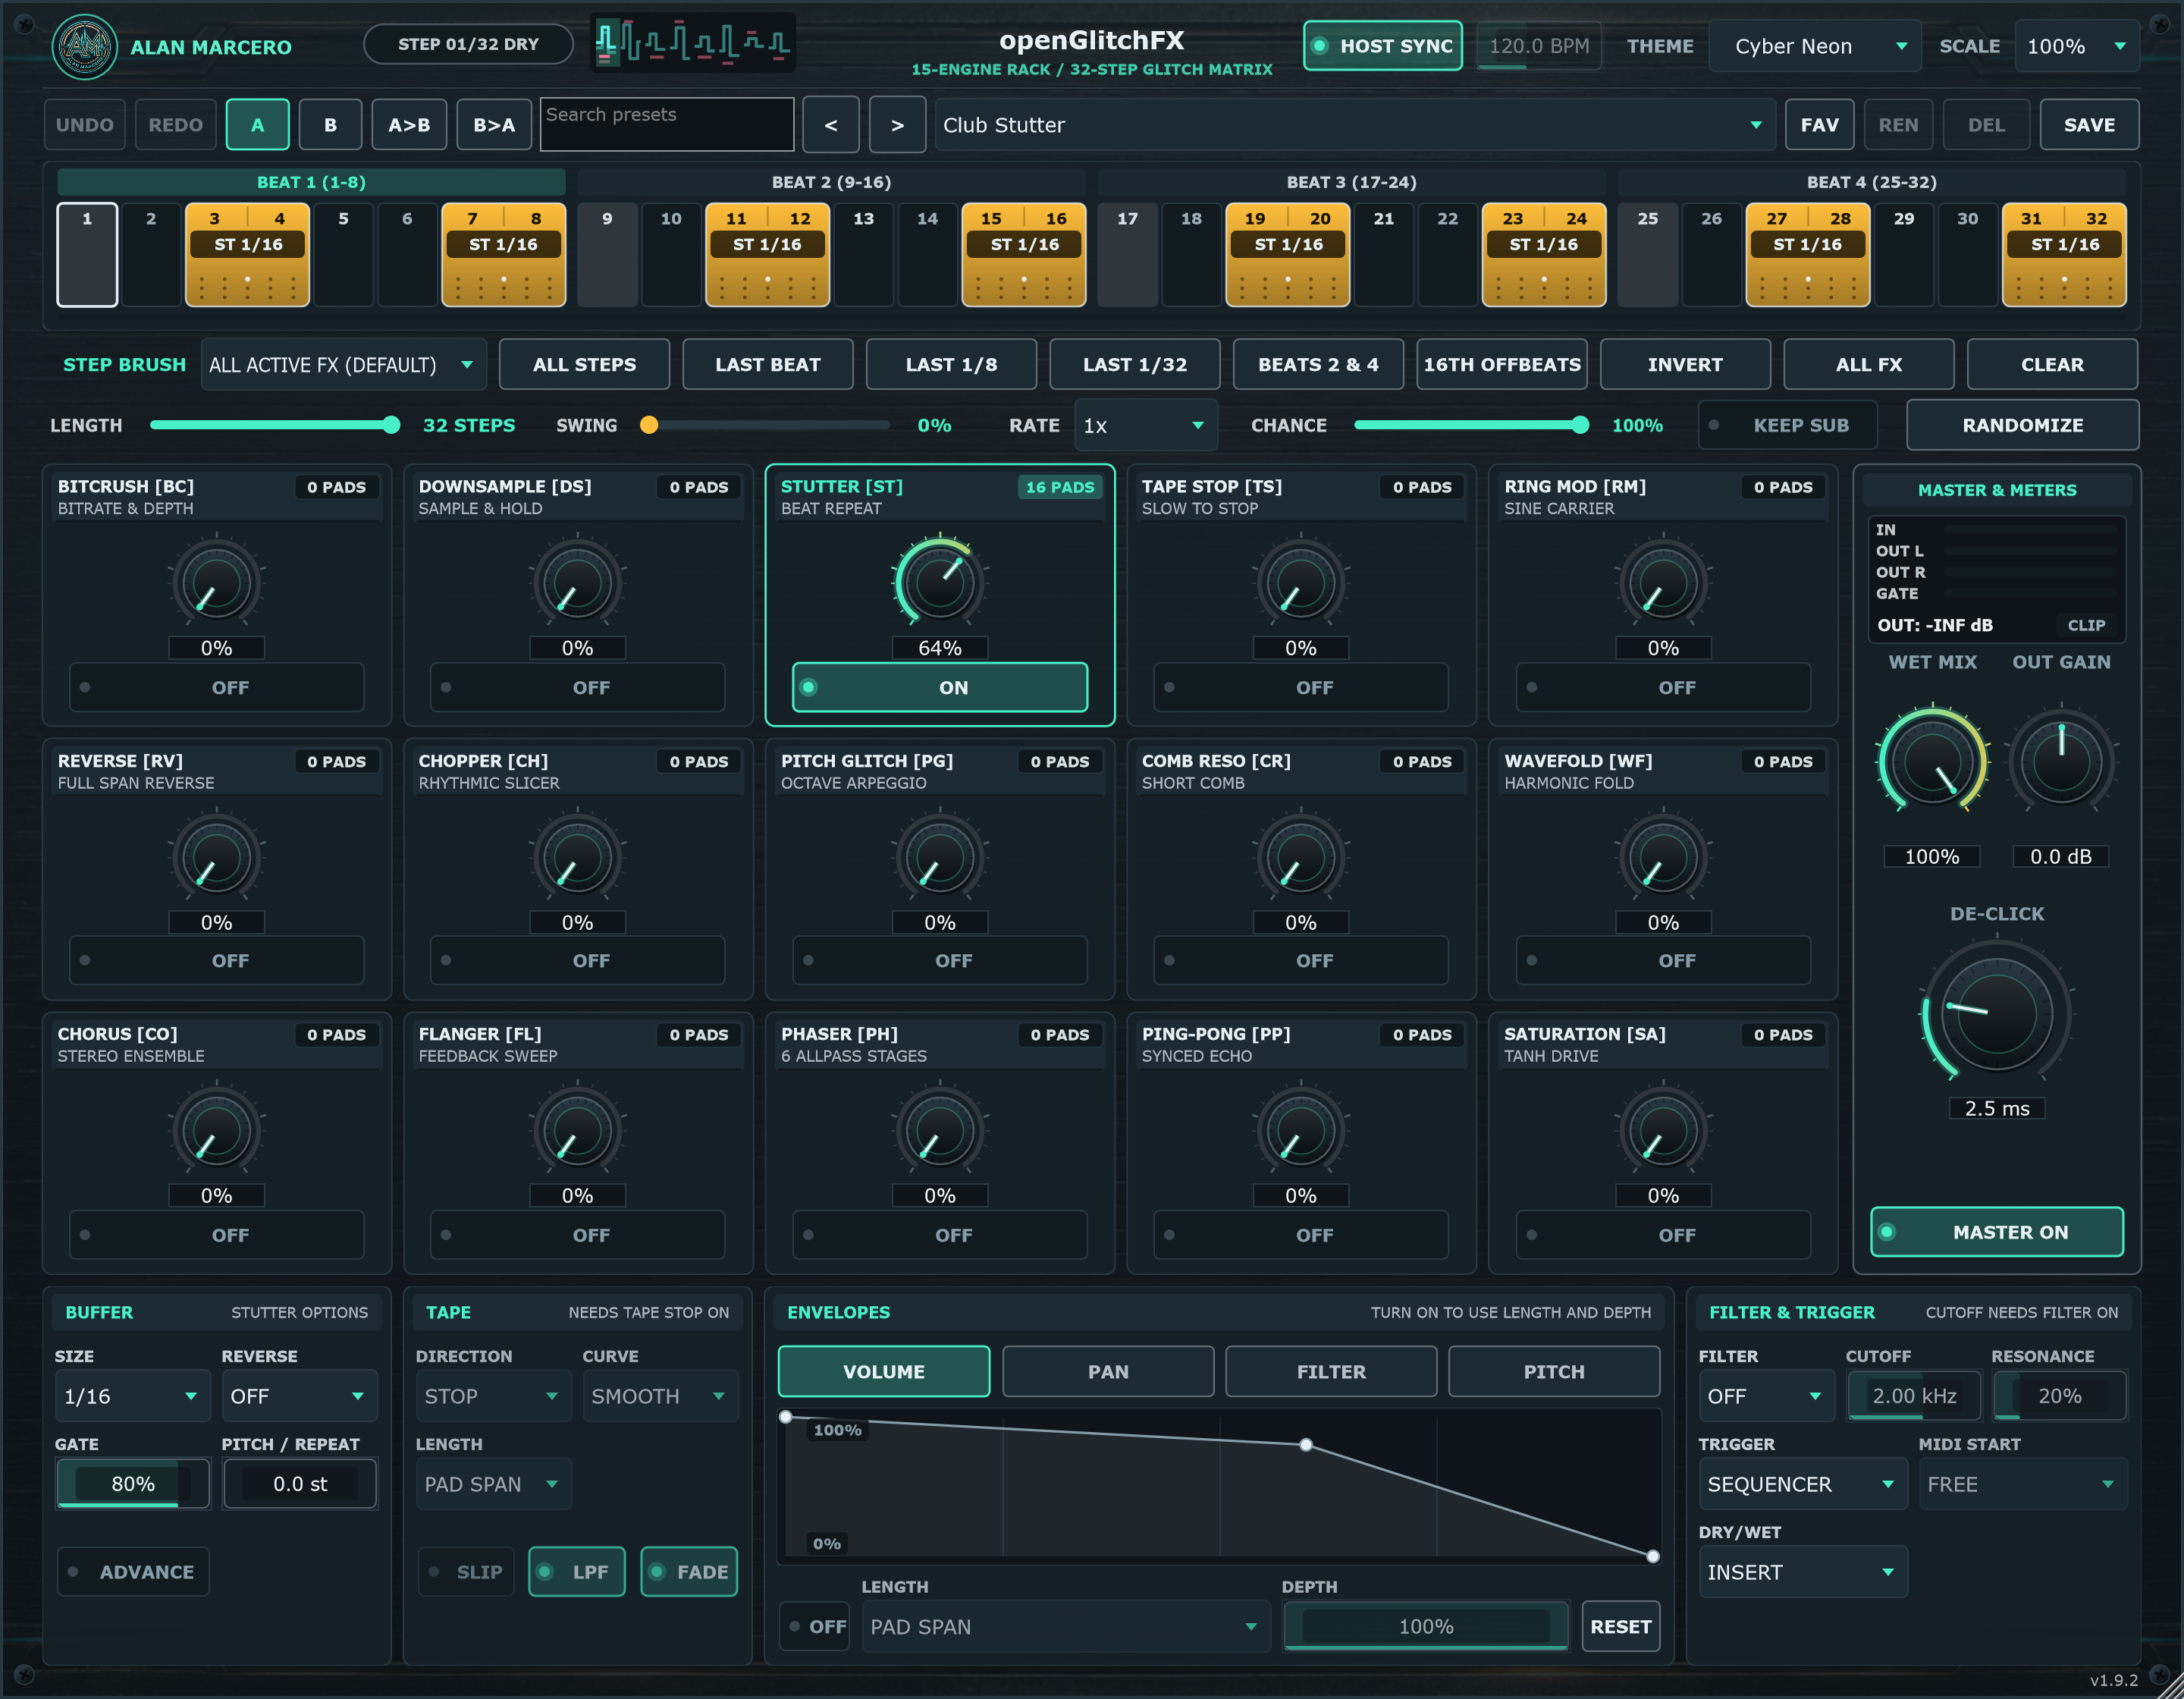 ALAN MARCERO
STEP 01/32 DRY
openGlitchFX
15-ENGINE RACK / 32-STEP GLITCH MATRIX
HOST SYNC
120.0 BPM
THEME
Cyber Neon
SCALE
100%
UNDO
REDO
A
B
A>B
B>A
Search presets
<
>
Club Stutter
FAV
REN
DEL
SAVE
BEAT 1 (1-8)
BEAT 2 (9-16)
BEAT 3 (17-24)
BEAT 4 (25-32)
1 2 3 4 5 6 7 8 9 10 11 12 13 14 15 16 17 18 19 20 21 22 23 24 25 26 27 28 29 30 31 32
ST 1/16 ST 1/16 ST 1/16 ST 1/16 ST 1/16 ST 1/16 ST 1/16 ST 1/16
STEP BRUSH
ALL ACTIVE FX (DEFAULT)
ALL STEPS
LAST BEAT
LAST 1/8
LAST 1/32
BEATS 2 & 4
16TH OFFBEATS
INVERT
ALL FX
CLEAR
LENGTH
32 STEPS
SWING
0%
RATE
1x
CHANCE
100%
KEEP SUB
RANDOMIZE
BITCRUSH [BC]
0 PADS
BITRATE & DEPTH
0%
OFF
DOWNSAMPLE [DS]
0 PADS
SAMPLE & HOLD
0%
OFF
STUTTER [ST]
16 PADS
BEAT REPEAT
64%
ON
TAPE STOP [TS]
0 PADS
SLOW TO STOP
0%
OFF
RING MOD [RM]
0 PADS
SINE CARRIER
0%
OFF
REVERSE [RV]
0 PADS
FULL SPAN REVERSE
0%
OFF
CHOPPER [CH]
0 PADS
RHYTHMIC SLICER
0%
OFF
PITCH GLITCH [PG]
0 PADS
OCTAVE ARPEGGIO
0%
OFF
COMB RESO [CR]
0 PADS
SHORT COMB
0%
OFF
WAVEFOLD [WF]
0 PADS
HARMONIC FOLD
0%
OFF
CHORUS [CO]
0 PADS
STEREO ENSEMBLE
0%
OFF
FLANGER [FL]
0 PADS
FEEDBACK SWEEP
0%
OFF
PHASER [PH]
0 PADS
6 ALLPASS STAGES
0%
OFF
PING-PONG [PP]
0 PADS
SYNCED ECHO
0%
OFF
SATURATION [SA]
0 PADS
TANH DRIVE
0%
OFF
MASTER & METERS
IN
OUT L
OUT R
GATE
OUT: -INF dB
CLIP
WET MIX
OUT GAIN
100%
0.0 dB
DE-CLICK
2.5 ms
MASTER ON
BUFFER
STUTTER OPTIONS
SIZE
REVERSE
1/16
OFF
GATE
PITCH / REPEAT
80%
0.0 st
ADVANCE
TAPE
NEEDS TAPE STOP ON
DIRECTION
CURVE
STOP
SMOOTH
LENGTH
PAD SPAN
SLIP
LPF
FADE
ENVELOPES
TURN ON TO USE LENGTH AND DEPTH
VOLUME
PAN
FILTER
PITCH
100%
0%
LENGTH
DEPTH
OFF
PAD SPAN
100%
RESET
FILTER & TRIGGER
CUTOFF NEEDS FILTER ON
FILTER
CUTOFF
RESONANCE
OFF
2.00 kHz
20%
TRIGGER
MIDI START
SEQUENCER
FREE
DRY/WET
INSERT
v1.9.2